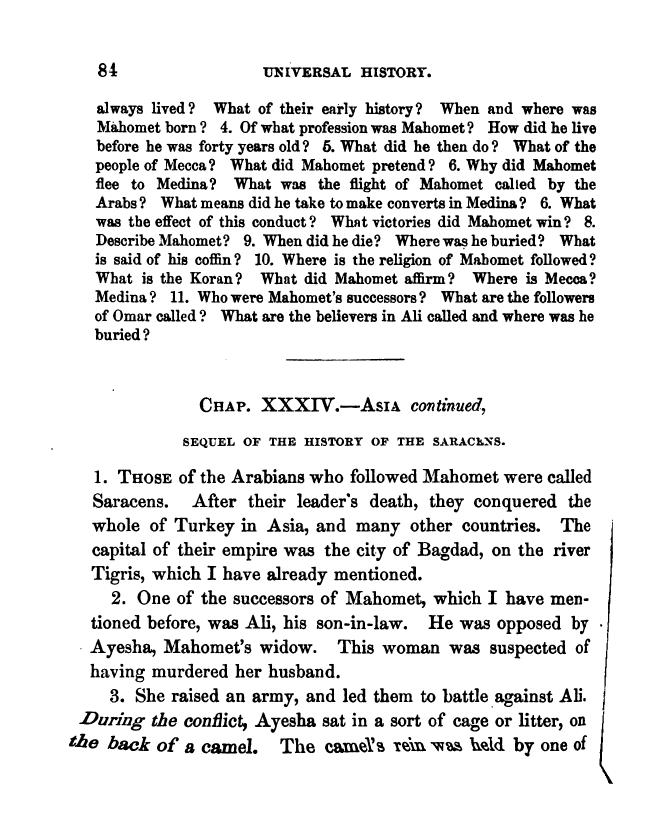 84 UNIVERSAL HISTORY.
always lived? What of their early history? When and where was
Mahomet born? 4. Of what profession was Mahomet? How did he live
before he was forty years old? 5. What did he then do? What of the
people of Mecca? What did Mahomet pretend? 6. Why did Mahomet
flee to Medina? What was the flight of Mahomet called by the
Arabs? What means did he take to make converts in Medina? 6. What
was the effect of this conduct? What victories did Mahomet win? 8.
Describe Mahomet? 9. When did he die? Where was he buried? What
is said of his coffin? 10. Where is the religion of Mahomet followed?
What is the Koran? What did Mahomet affirm? Where is Mecca?
Medina? 11. Who were Mahomet's successors? What are the followers
of Omar called? What are the believers in Ali called and where was he
buried?
CHAP. XXXIV.—ASIA continued,
SEQUEL OF THE HISTORY OF THE SARACENS.
1. THOSE of the Arabians who followed Mahomet were called
Saracens. After their leader's death, they conquered the
whole of Turkey in Asia, and many other countries. The
capital of their empire was the city of Bagdad, on the river
Tigris, which I have already mentioned.
2. One of the successors of Mahomet, which I have men-
tioned before, was Ali, his son-in-law. He was opposed by
Ayesha, Mahomet's widow. This woman was suspected of
having murdered her husband.
3. She raised an army, and led them to battle against Ali.
During the conflict, Ayesha sat in a sort of cage or litter, on
the back of a camel. The camel's rein was held by one of